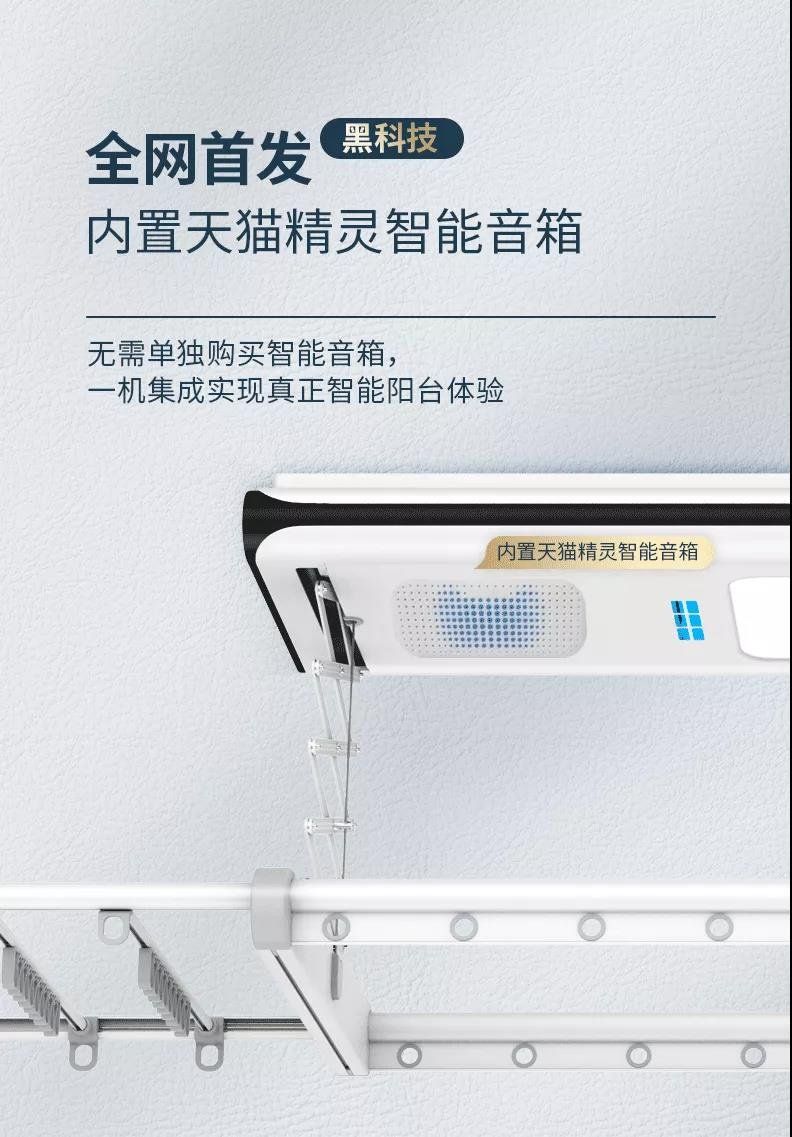 全网首发 黑科技
内置天猫精灵智能音箱
无需单独购买智能音箱，
一机集成实现真正智能阳台体验
内置天猫精灵智能音箱